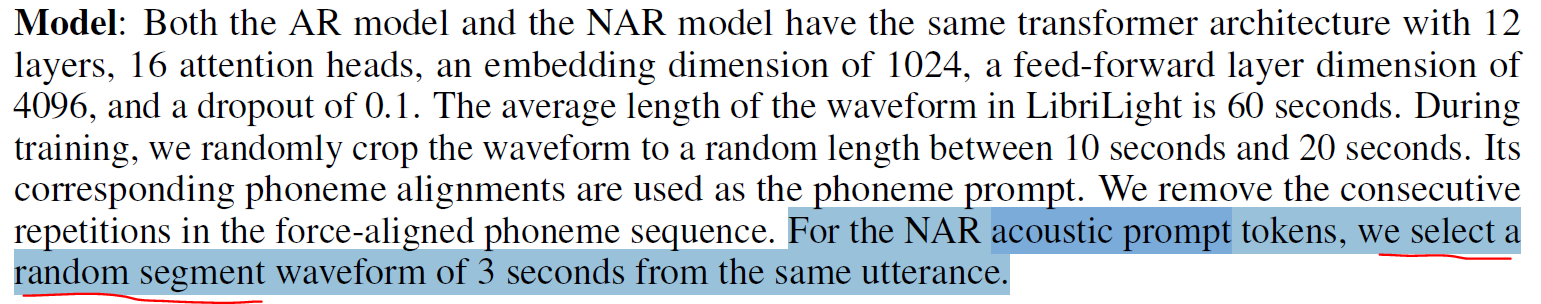 Model: Both the AR model and the NAR model have the same transformer architecture with 12
layers, 16 attention heads, an embedding dimension of 1024, a feed-forward layer dimension of
4096, and a dropout of 0.1. The average length of the waveform in LibriLight is 60 seconds. During
training, we randomly crop the waveform to a random length between 10 seconds and 20 seconds. Its
corresponding phoneme alignments are used as the phoneme prompt. We remove the consecutive
repetitions in the force-aligned phoneme sequence. For the NAR acoustic prompt tokens, we select a
random segment waveform of 3 seconds from the same utterance.